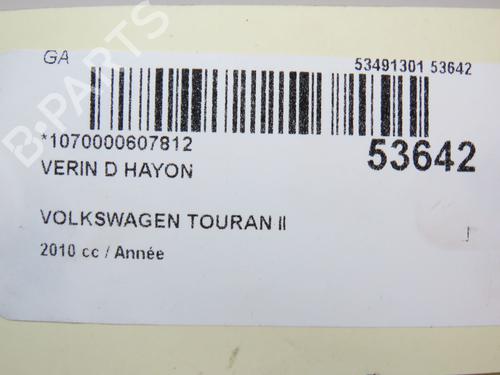 GA
53491301 53642
*1070000607812
53642
VERIN D HAYON
VOLKSWAGEN TOURAN II
2010 cc / Année
B-PARTS